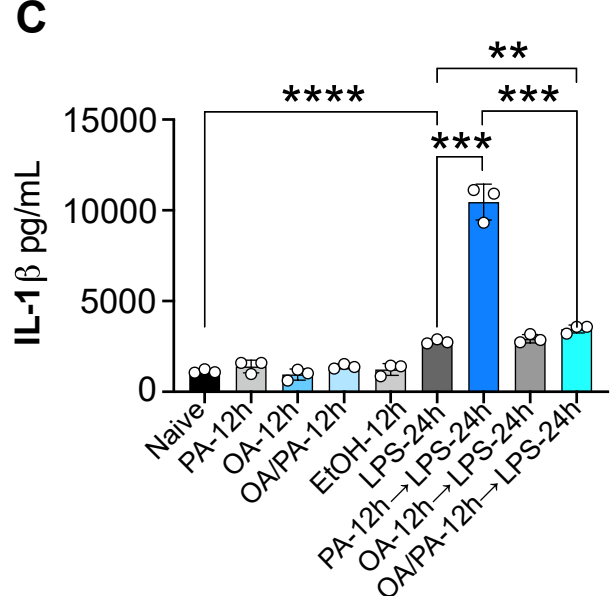 C
**
****
***
***
15000
10000
5000
0
IL-1β pg/mL
Naive
PA-12h
OA-12h
OA/PA-12h
EtOH-12h
LPS-24h
PA-12h→LPS-24h
OA-12h→LPS-24h
OA/PA-12h→LPS-24h